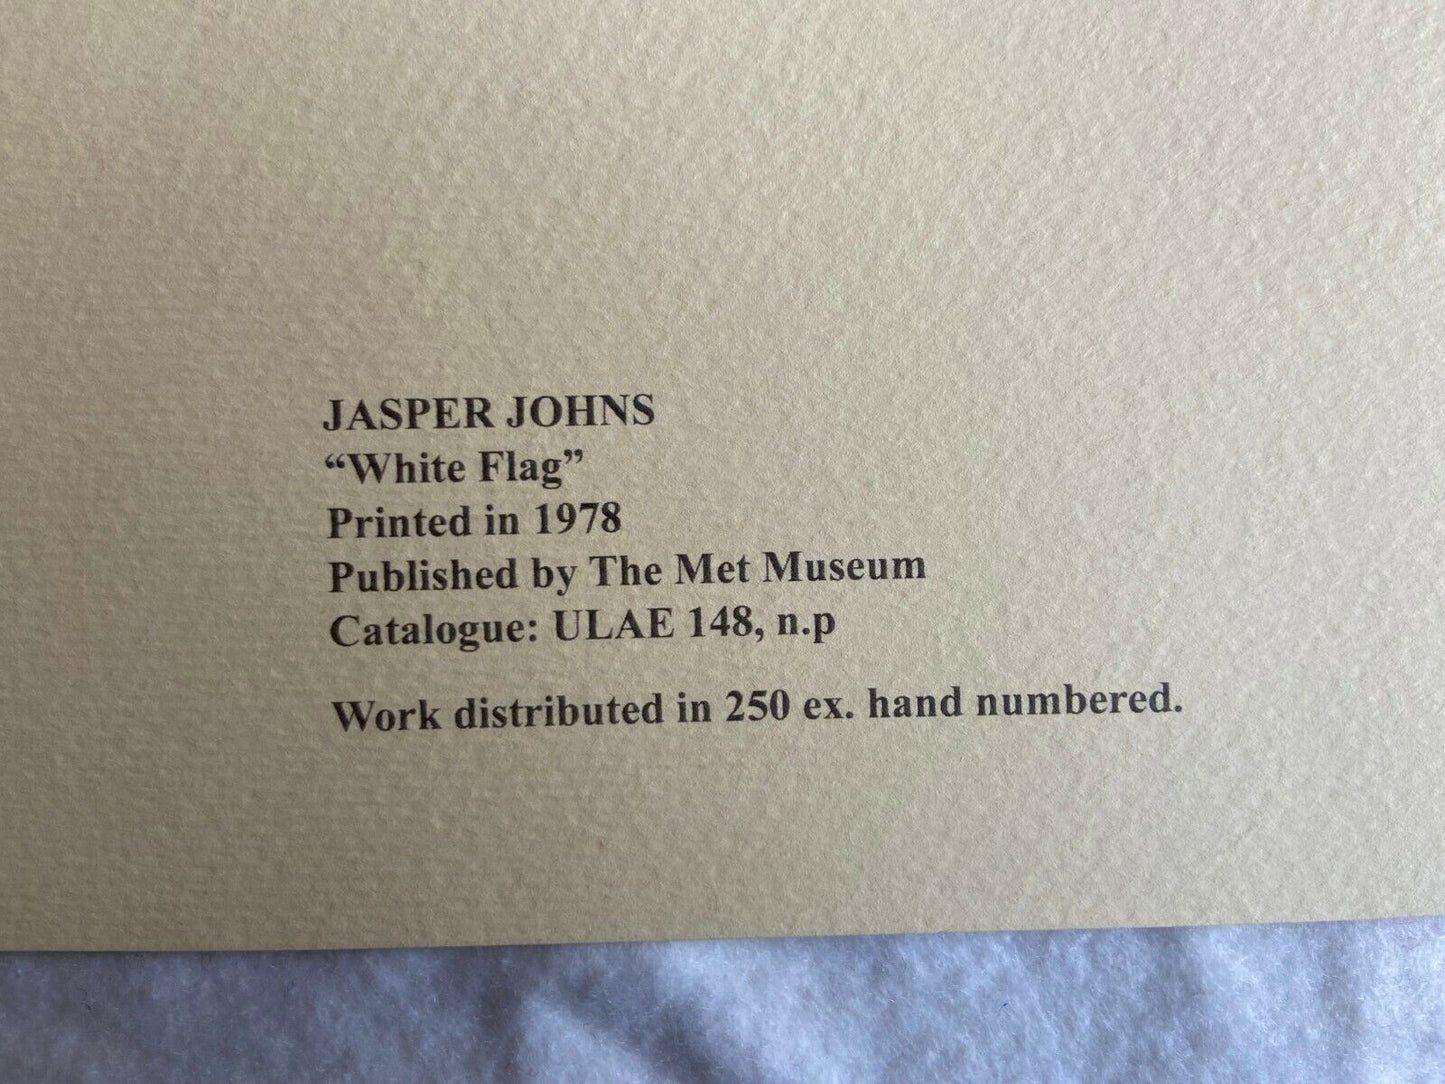 JASPER JOHNS
“White Flag”
Printed in 1978
Published by The Met Museum
Catalogue: ULAE 148, n.p
Work distributed in 250 ex. hand numbered.